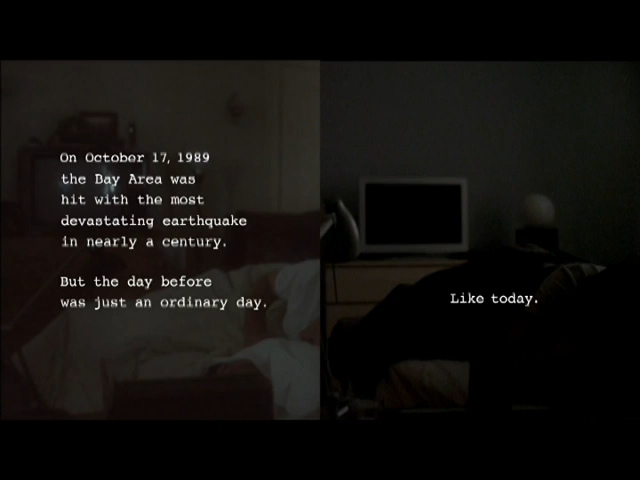 On October 17, 1989
the Bay Area was
hit with the most
devastating earthquake
in nearly a century.
But the day before
was just an ordinary day.
Like today.